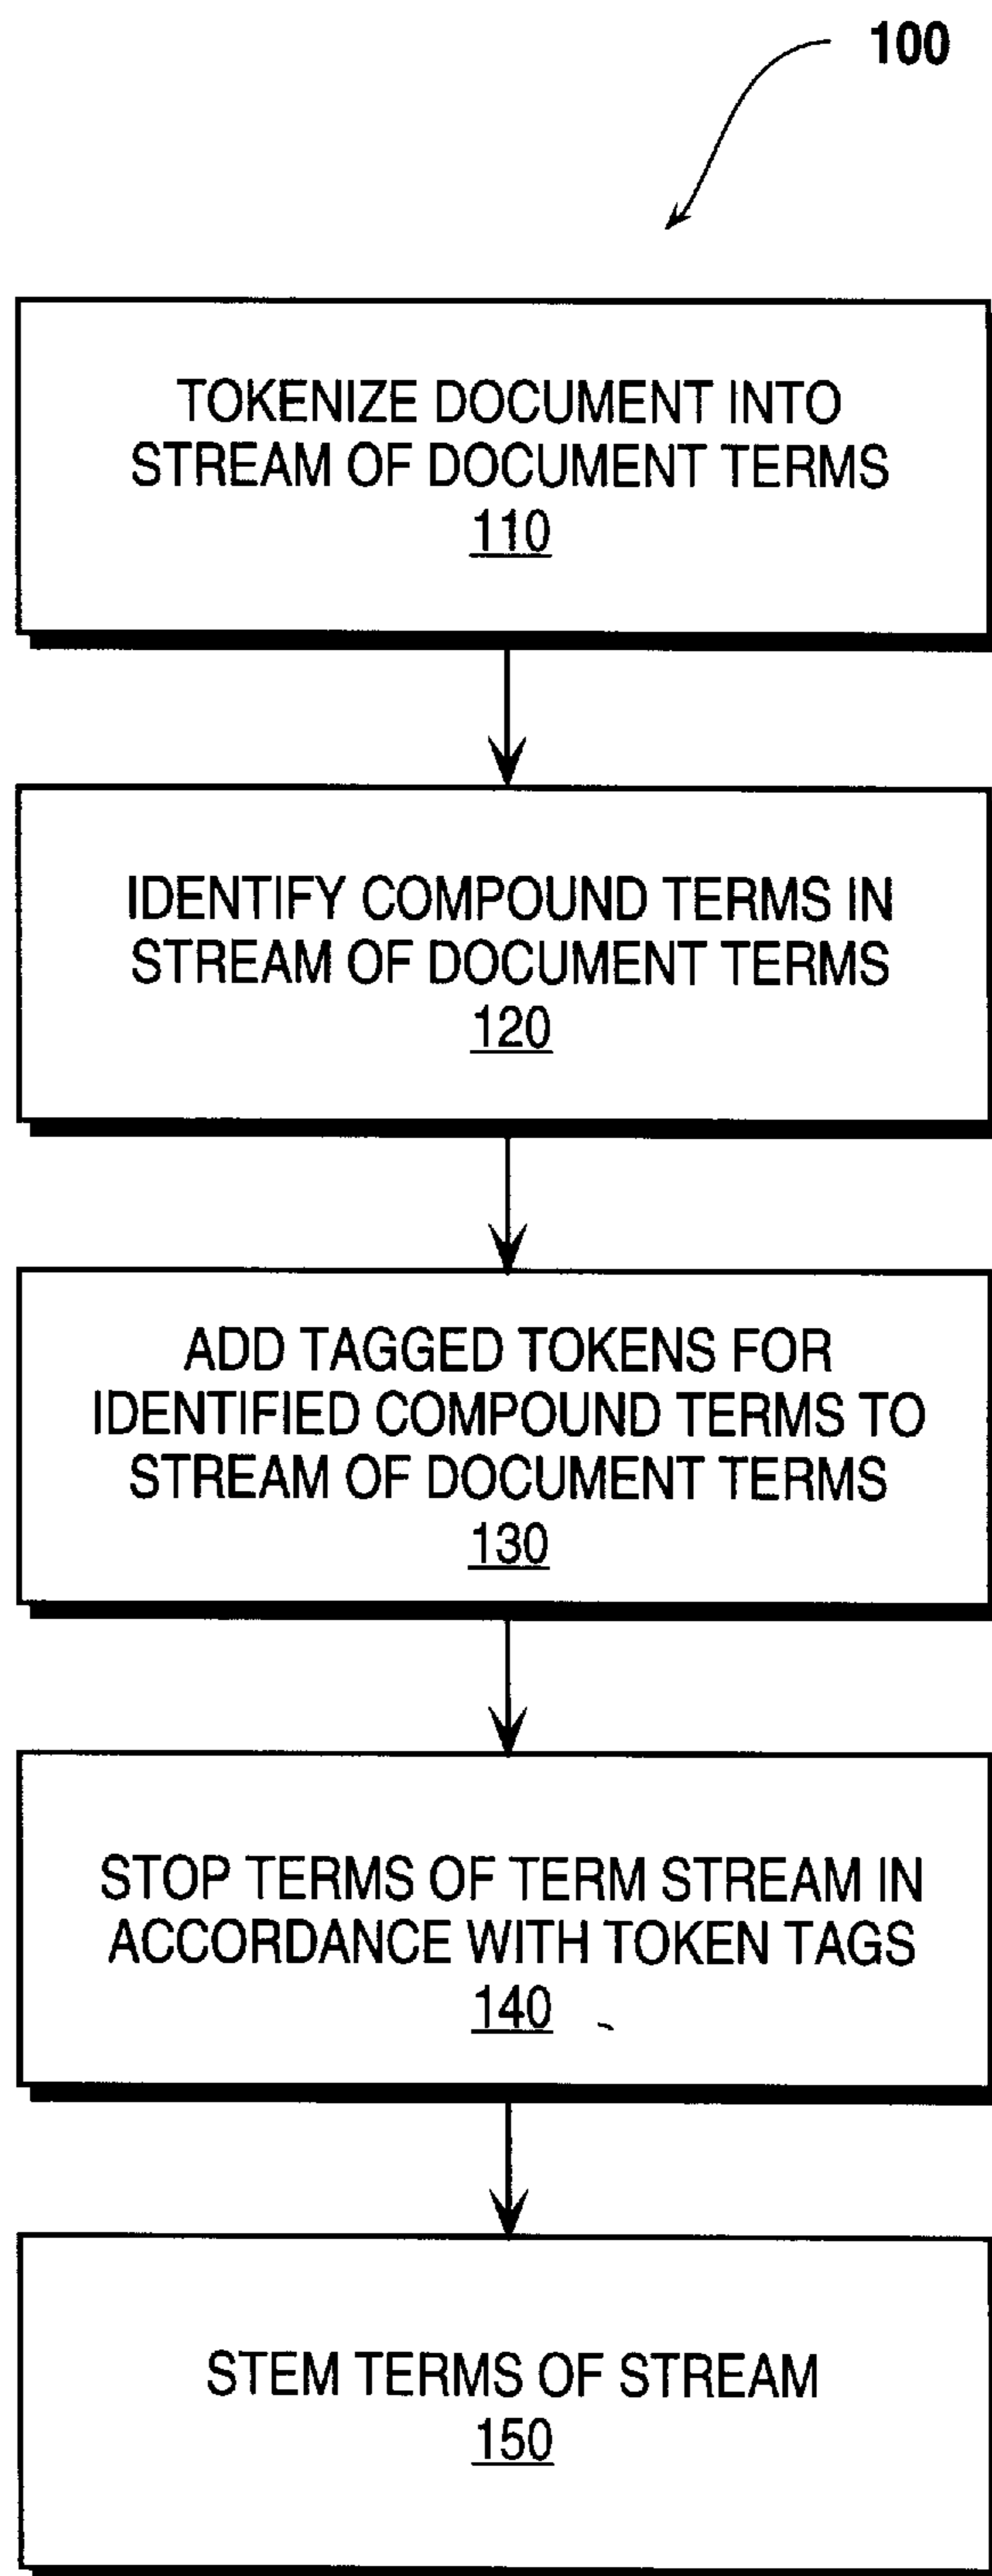 100
TOKENIZE DOCUMENT INTO
STREAM OF DOCUMENT TERMS
110
IDENTIFY COMPOUND TERMS IN
STREAM OF DOCUMENT TERMS
120
ADD TAGGED TOKENS FOR
IDENTIFIED COMPOUND TERMS TO
STREAM OF DOCUMENT TERMS
130
STOP TERMS OF TERM STREAM IN
ACCORDANCE WITH TOKEN TAGS
140
STEM TERMS OF STREAM
150